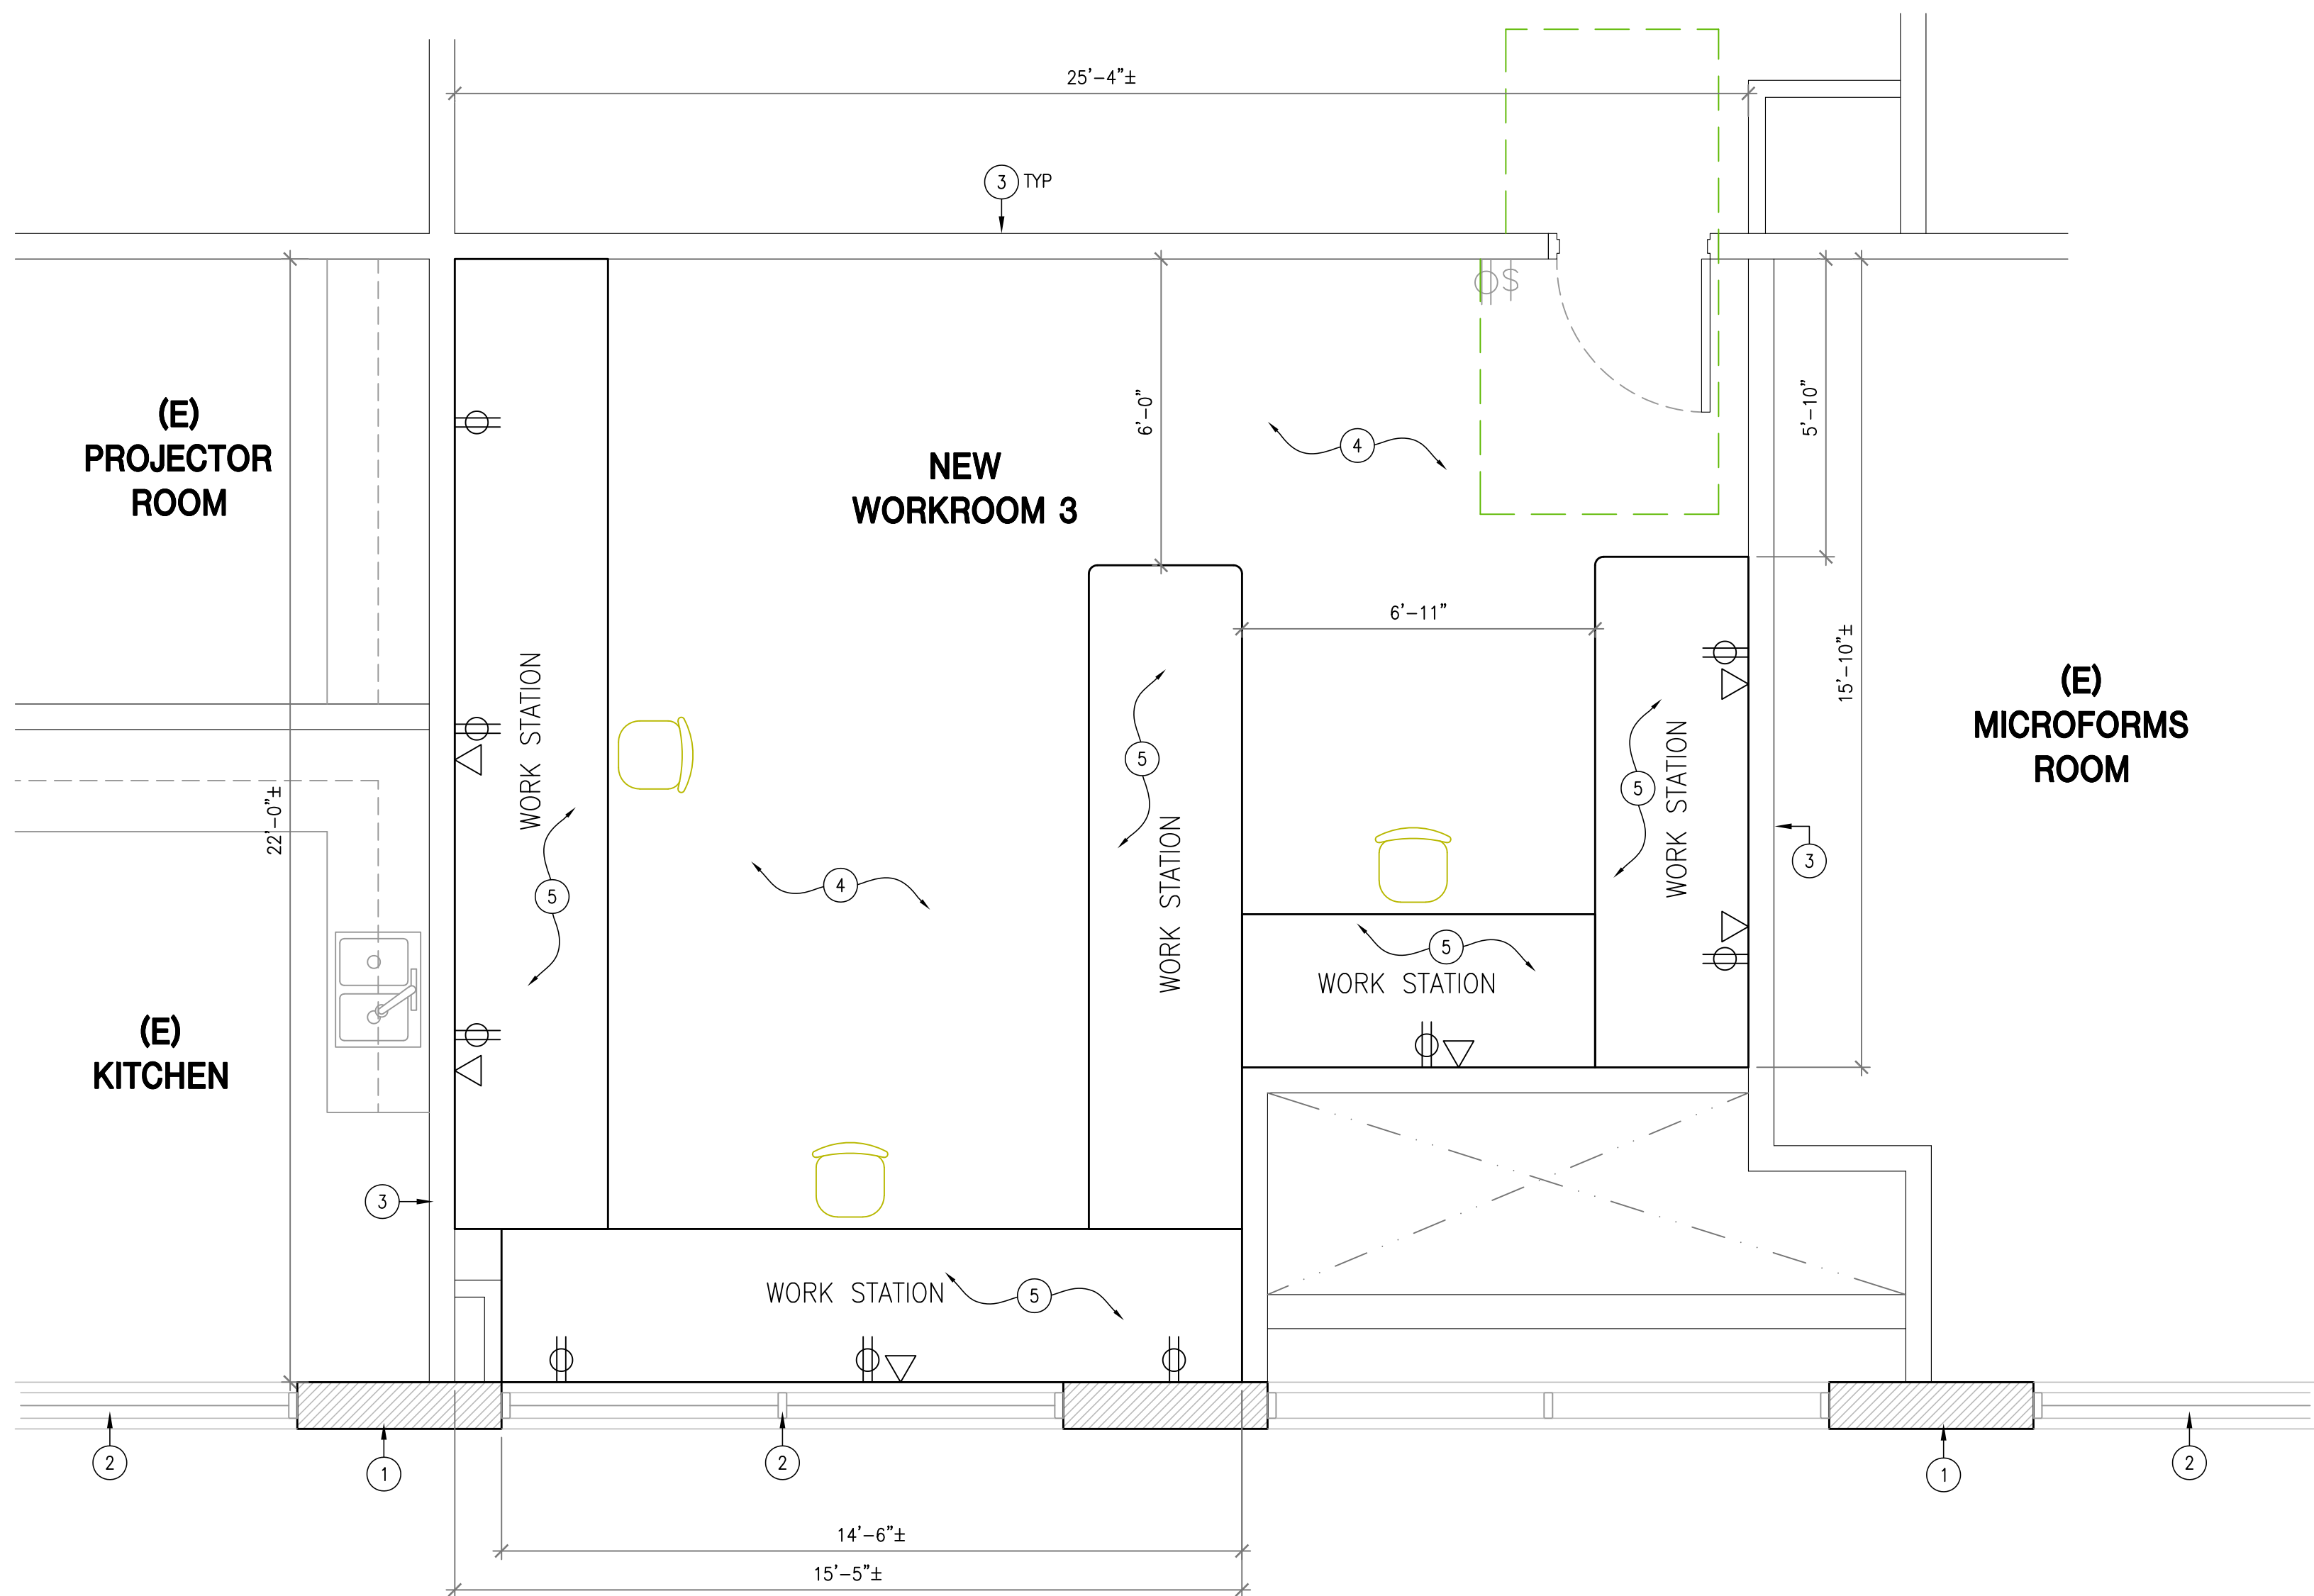 25'-4"±
3 TYP
$
(E)
PROJECTOR
ROOM
NEW
WORKROOM 3
6'-0"
4
5'-10"
6'-11"
15'-10"±
(E)
MICROFORMS
ROOM
WORK STATION
5
WORK STATION
5
WORK STATION
5
3
22'-0"±
4
5
WORK STATION
(E)
KITCHEN
3
WORK STATION
5
2
1
2
1
2
14'-6"±
15'-5"±